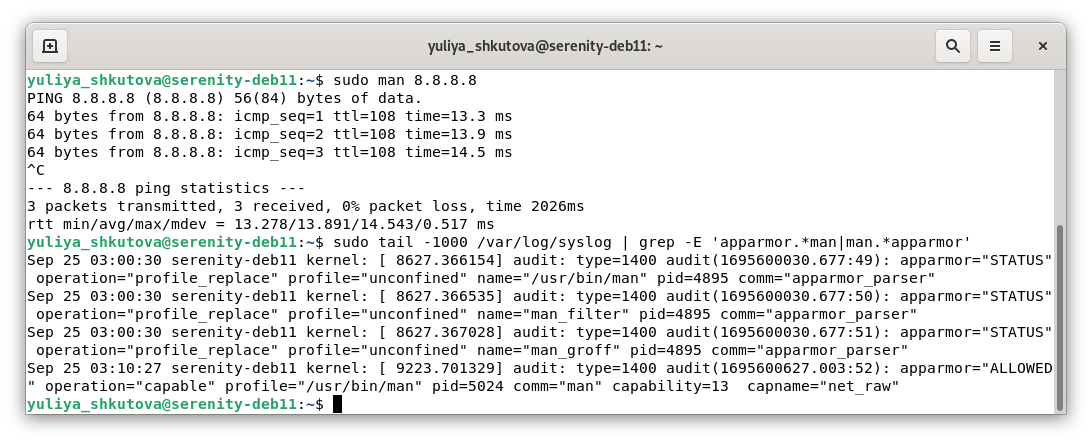 yuliya_shkutova@serenity-deb11: ~
yuliya_shkutova@serenity-deb11:~$ sudo man 8.8.8.8
PING 8.8.8.8 (8.8.8.8) 56(84) bytes of data.
64 bytes from 8.8.8.8: icmp_seq=1 ttl=108 time=13.3 ms
64 bytes from 8.8.8.8: icmp_seq=2 ttl=108 time=13.9 ms
64 bytes from 8.8.8.8: icmp_seq=3 ttl=108 time=14.5 ms
^C
--- 8.8.8.8 ping statistics ---
3 packets transmitted, 3 received, 0% packet loss, time 2026ms
rtt min/avg/max/mdev = 13.278/13.891/14.543/0.517 ms
yuliya_shkutova@serenity-deb11:~$ sudo tail -1000 /var/log/syslog | grep -E 'apparmor.*man|man.*apparmor'
Sep 25 03:00:30 serenity-deb11 kernel: [ 8627.366154] audit: type=1400 audit(1695600030.677:49): apparmor="STATUS"
 operation="profile_replace" profile="unconfined" name="/usr/bin/man" pid=4895 comm="apparmor_parser"
Sep 25 03:00:30 serenity-deb11 kernel: [ 8627.366535] audit: type=1400 audit(1695600030.677:50): apparmor="STATUS"
 operation="profile_replace" profile="unconfined" name="man_filter" pid=4895 comm="apparmor_parser"
Sep 25 03:00:30 serenity-deb11 kernel: [ 8627.367028] audit: type=1400 audit(1695600030.677:51): apparmor="STATUS"
 operation="profile_replace" profile="unconfined" name="man_groff" pid=4895 comm="apparmor_parser"
Sep 25 03:10:27 serenity-deb11 kernel: [ 9223.701329] audit: type=1400 audit(1695600627.003:52): apparmor="ALLOWED
" operation="capable" profile="/usr/bin/man" pid=5024 comm="man" capability=13  capname="net_raw"
yuliya_shkutova@serenity-deb11:~$